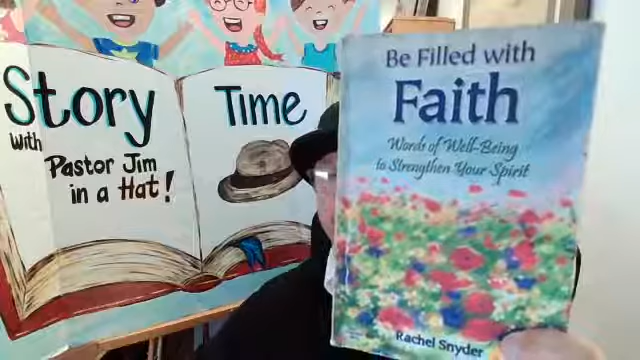 Story Time
With
Pastor Jim
in a Hat!
Be Filled with
Faith
Words of Well-Being
to Strengthen Your Spirit
Rachel Snyder